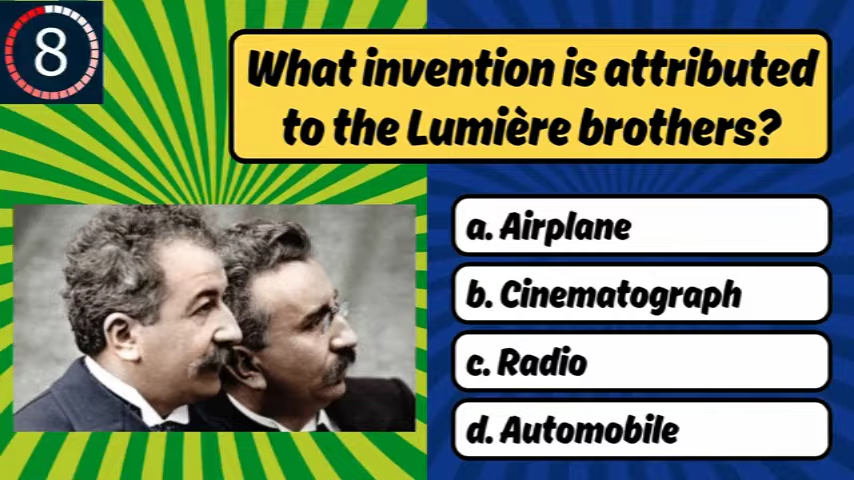 8
What invention is attributed
to the Lumière brothers?
a. Airplane
b. Cinematograph
c. Radio
d. Automobile